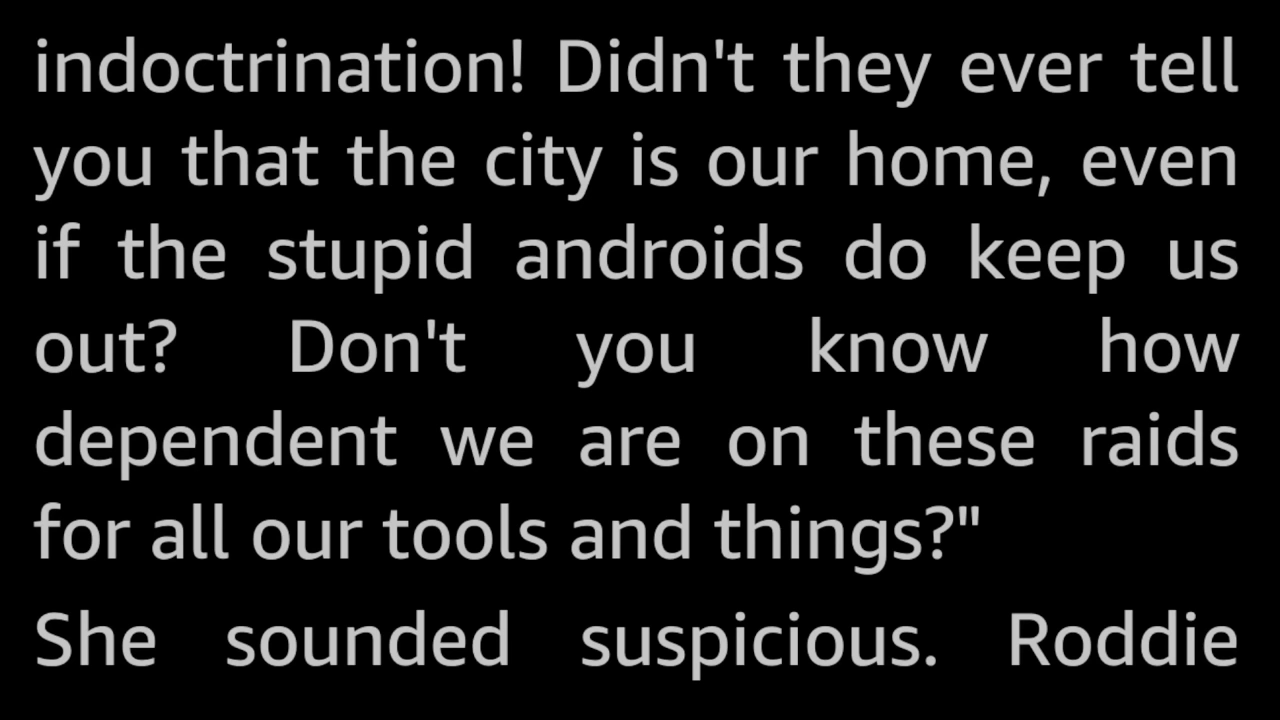 indoctrination! Didn't they ever tell
you that the city is our home, even
if the stupid androids do keep us
out? Don't you know how
dependent we are on these raids
for all our tools and things?"
She sounded suspicious. Roddie